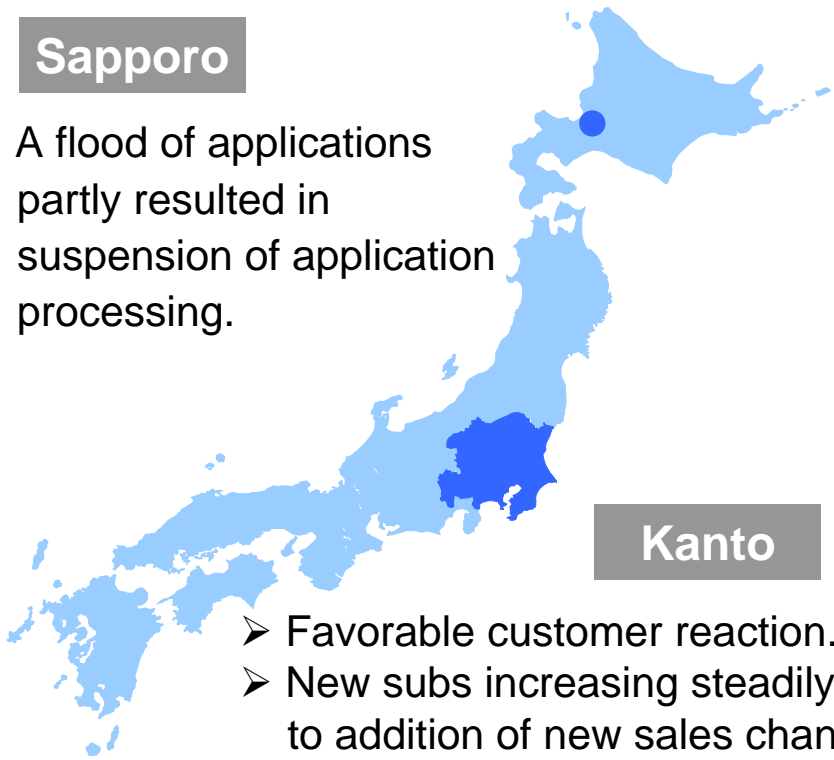 Sapporo
A flood of applications
partly resulted in
suspension of application
processing.
Kanto
➢ Favorable customer reaction.
➢ New subs increasing steadily
to addition of new sales